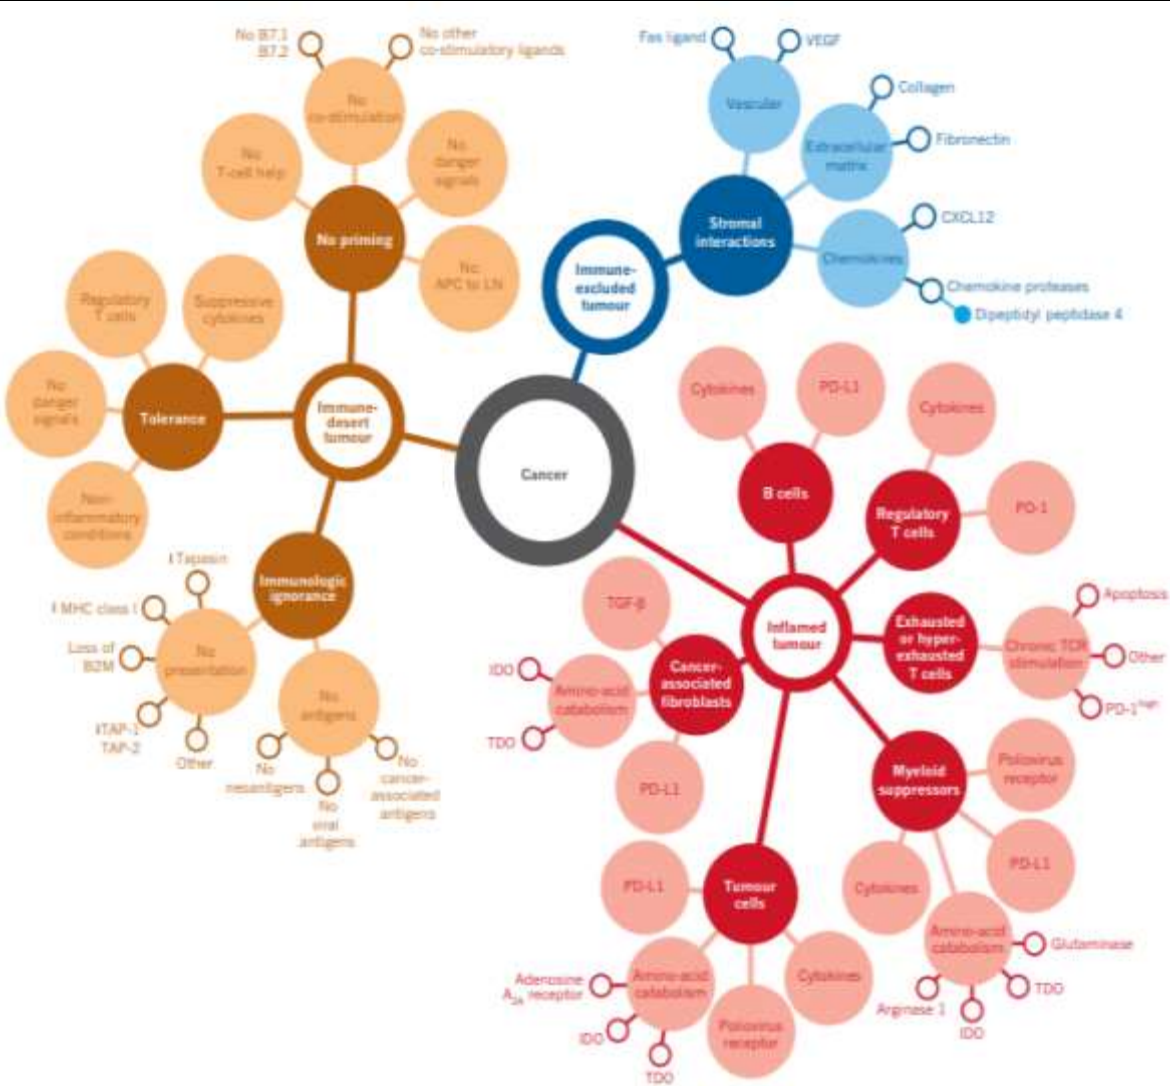 No B7.1
B7.2
No other
co-stimulatory ligands
No
co-stimulation
No
T-cell help
No
danger
signals
No priming
No
APC to LN
Regulatory
T cells
Suppressive
cytokines
No
danger
signals
Tolerance
Non-
inflammatory
conditions
Immune-
desert
tumour
Immunologic
ignorance
Tapasin
MHC class I
Loss of
B2M
TAP-1
TAP-2
Other
No
presentation
No
antigens
No
neoantigens
No
viral
antigens
No
cancer-
associated
antigens
Cancer
Immune-
excluded
tumour
Stromal
interactions
Vascular
Fas ligand
VEGF
Extracellular
matrix
Collagen
Fibronectin
Chemokines
CXCL12
Chemokine proteases
Dipeptidyl peptidase 4
Inflamed
tumour
B cells
Cytokines
PD-L1
Regulatory
T cells
Cytokines
PD-1
Exhausted
or hyper-
exhausted
T cells
Chronic TCR
stimulation
Apoptosis
Other
PD-1high
Myeloid
suppressors
Poliovirus
receptor
PD-L1
Cytokines
Amino-acid
catabolism
Glutaminase
TDO
IDO
Arginase 1
Tumour
cells
PD-L1
Amino-acid
catabolism
Adenosine
A2A receptor
IDO
TDO
Poliovirus
receptor
Cytokines
Cancer-
associated
fibroblasts
TGF-β
Amino-acid
catabolism
IDO
TDO
PD-L1